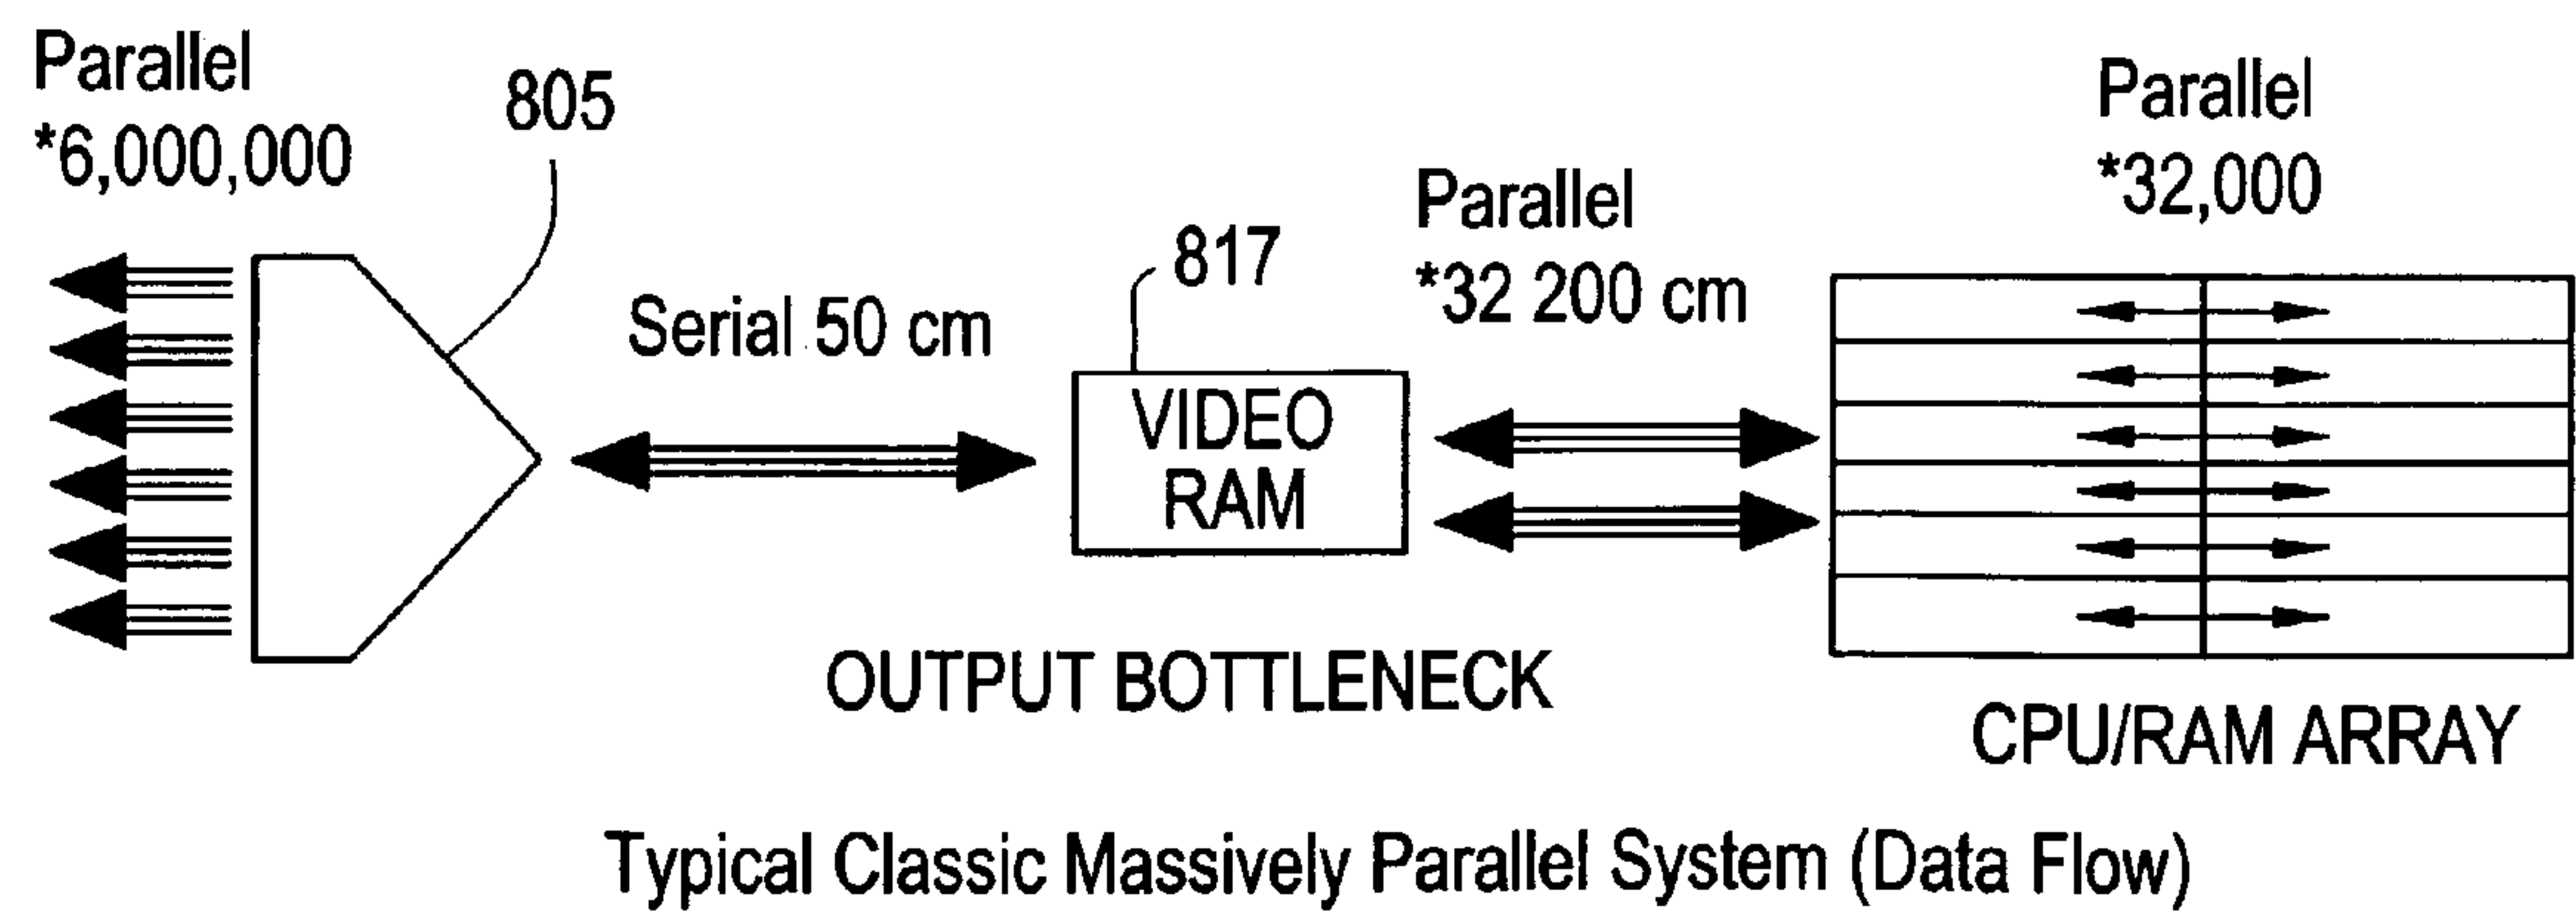 Parallel
*6,000,000
805
Serial 50 cm
817
VIDEO
RAM
Parallel
*32 200 cm
Parallel
*32,000
OUTPUT BOTTLENECK
CPU/RAM ARRAY
Typical Classic Massively Parallel System (Data Flow)